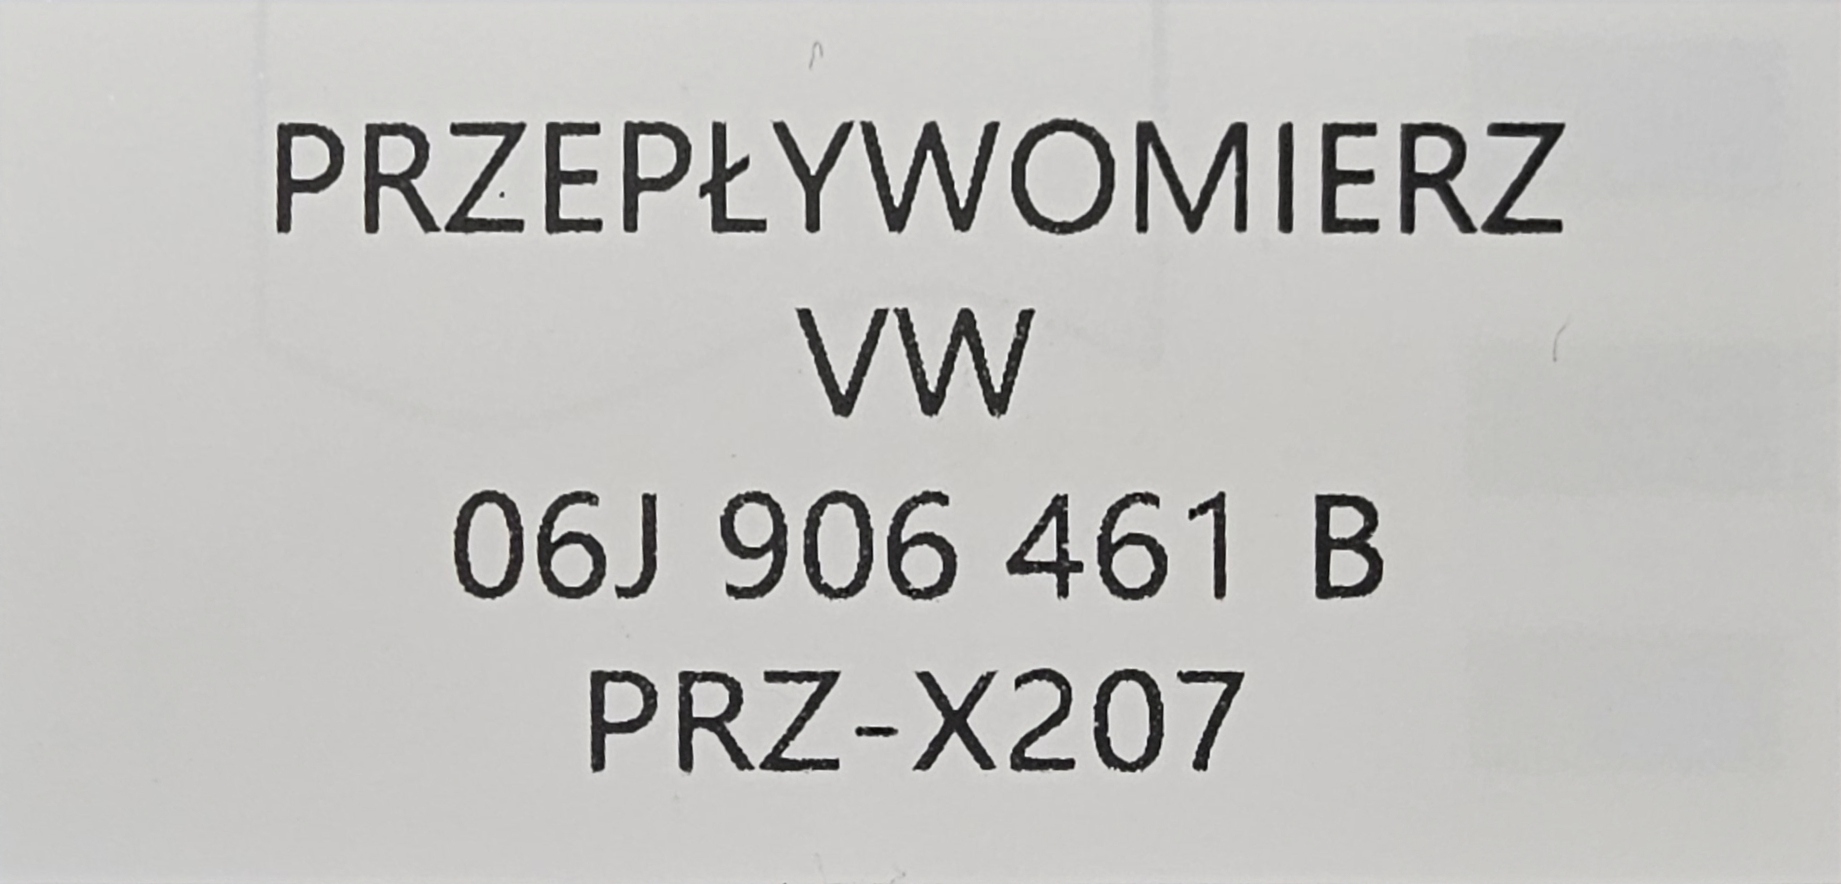 PRZEPŁYWOMIERZ
VW
06J 906 461 B
PRZ-X207